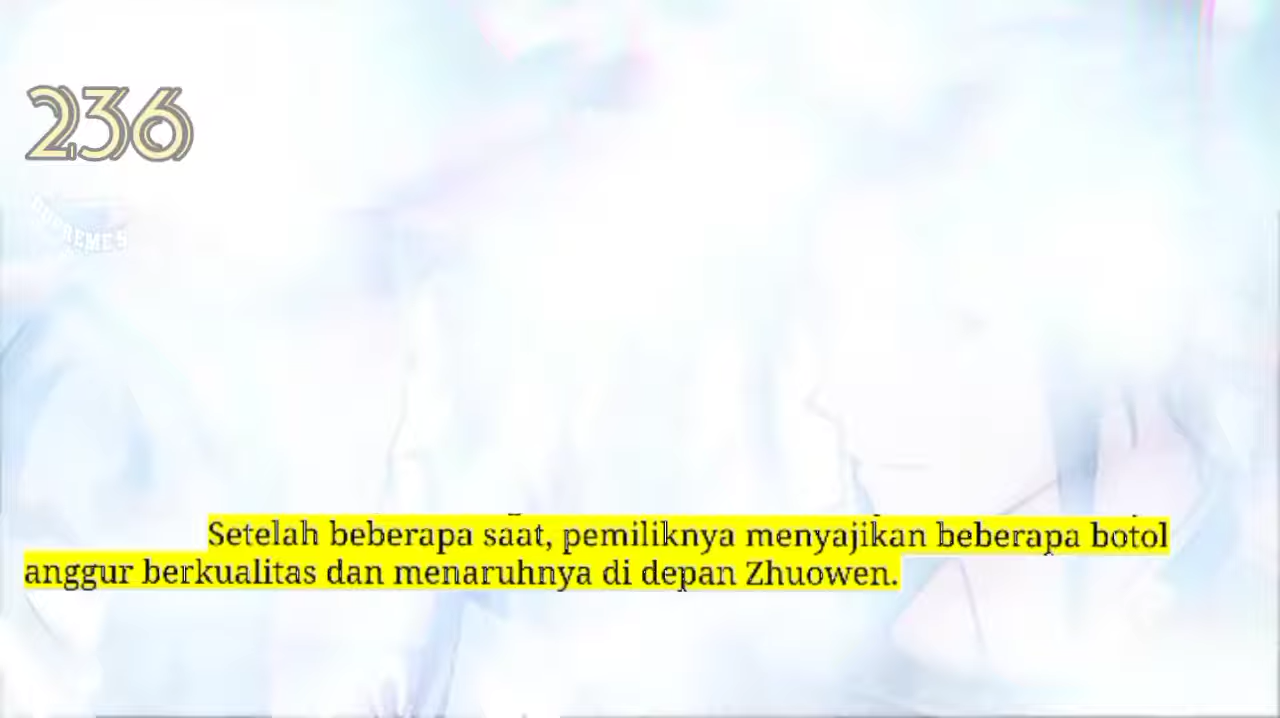 236
Setelah beberapa saat, pemiliknya menyajikan beberapa botol
anggur berkualitas dan menaruhnya di depan Zhuowen.